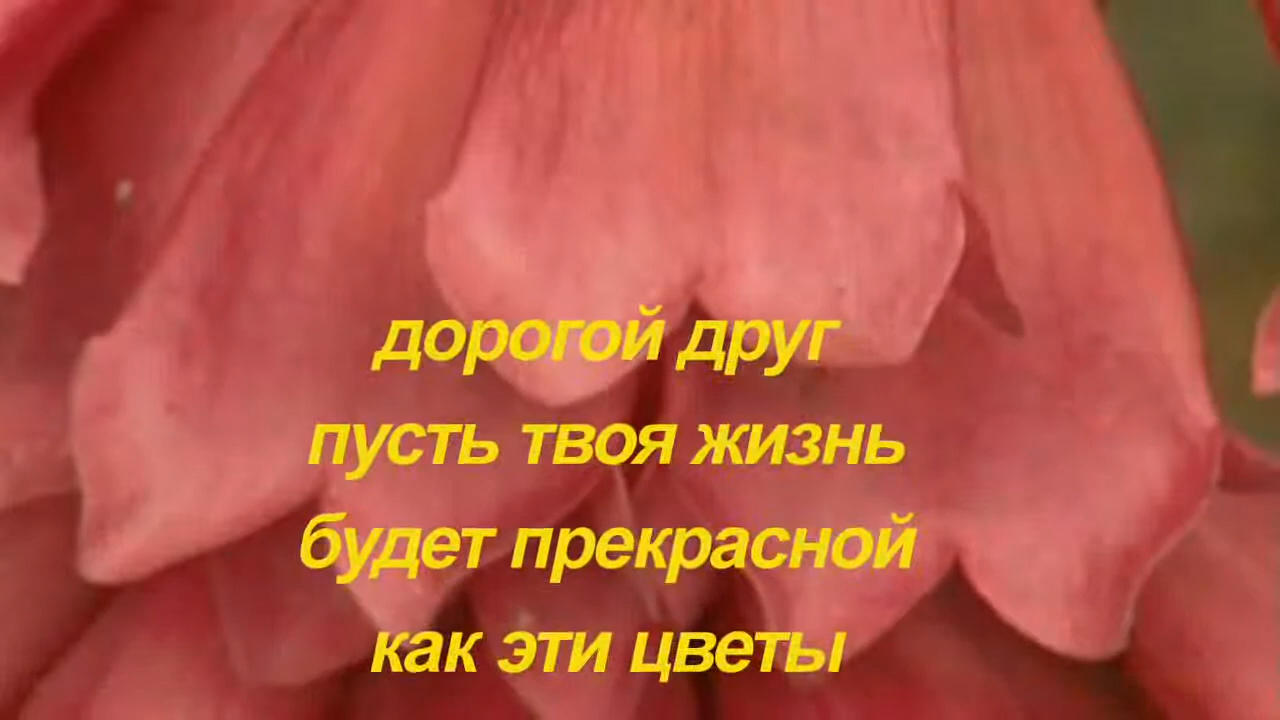 дорогой друг
пусть твоя жизнь
будет прекрасной
как эти цветы